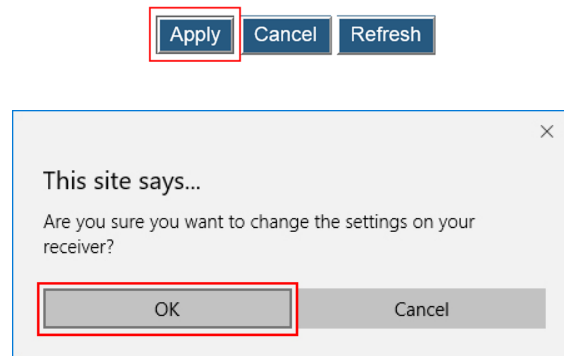 Apply Cancel Refresh
This site says...
Are you sure you want to change the settings on your
receiver?
OK Cancel